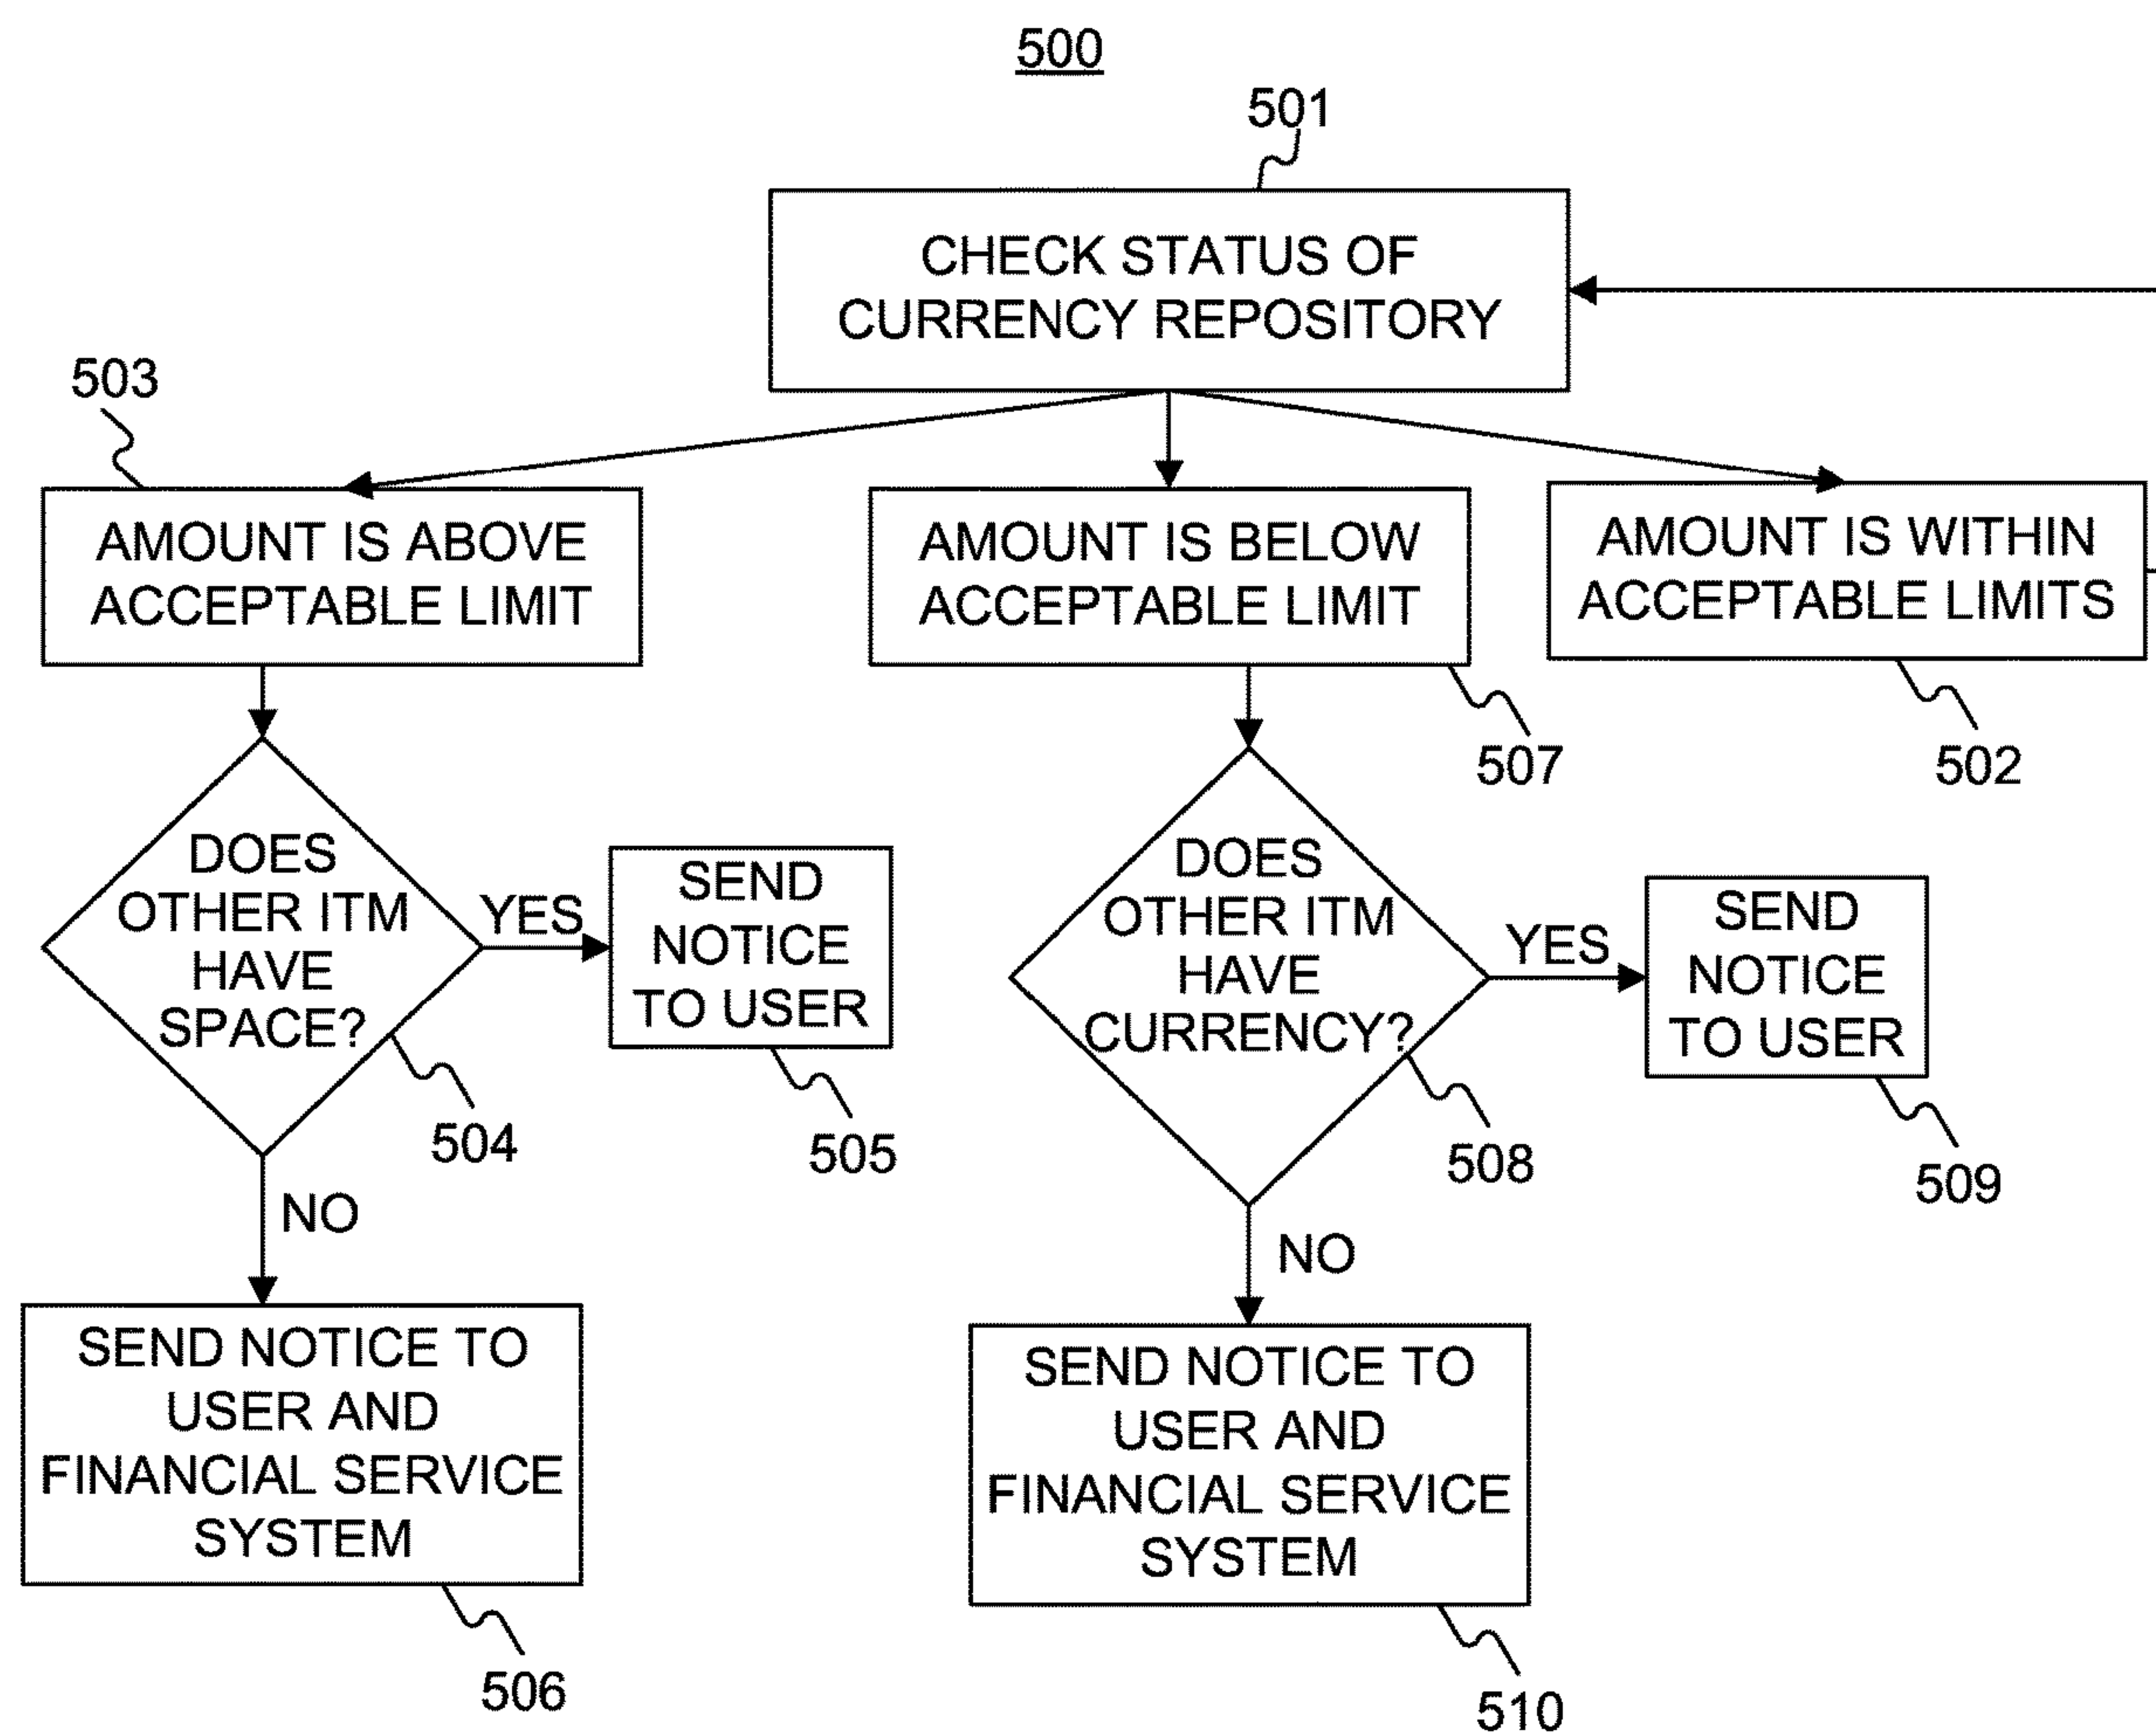 500
501
CHECK STATUS OF
CURRENCY REPOSITORY
503
AMOUNT IS ABOVE
ACCEPTABLE LIMIT
AMOUNT IS BELOW
ACCEPTABLE LIMIT
AMOUNT IS WITHIN
ACCEPTABLE LIMITS
507
502
DOES
OTHER ITM
HAVE
SPACE?
YES
SEND
NOTICE
TO USER
504
505
DOES
OTHER ITM
HAVE
CURRENCY?
YES
SEND
NOTICE
TO USER
508
509
NO
NO
SEND NOTICE TO
USER AND
FINANCIAL SERVICE
SYSTEM
506
SEND NOTICE TO
USER AND
FINANCIAL SERVICE
SYSTEM
510